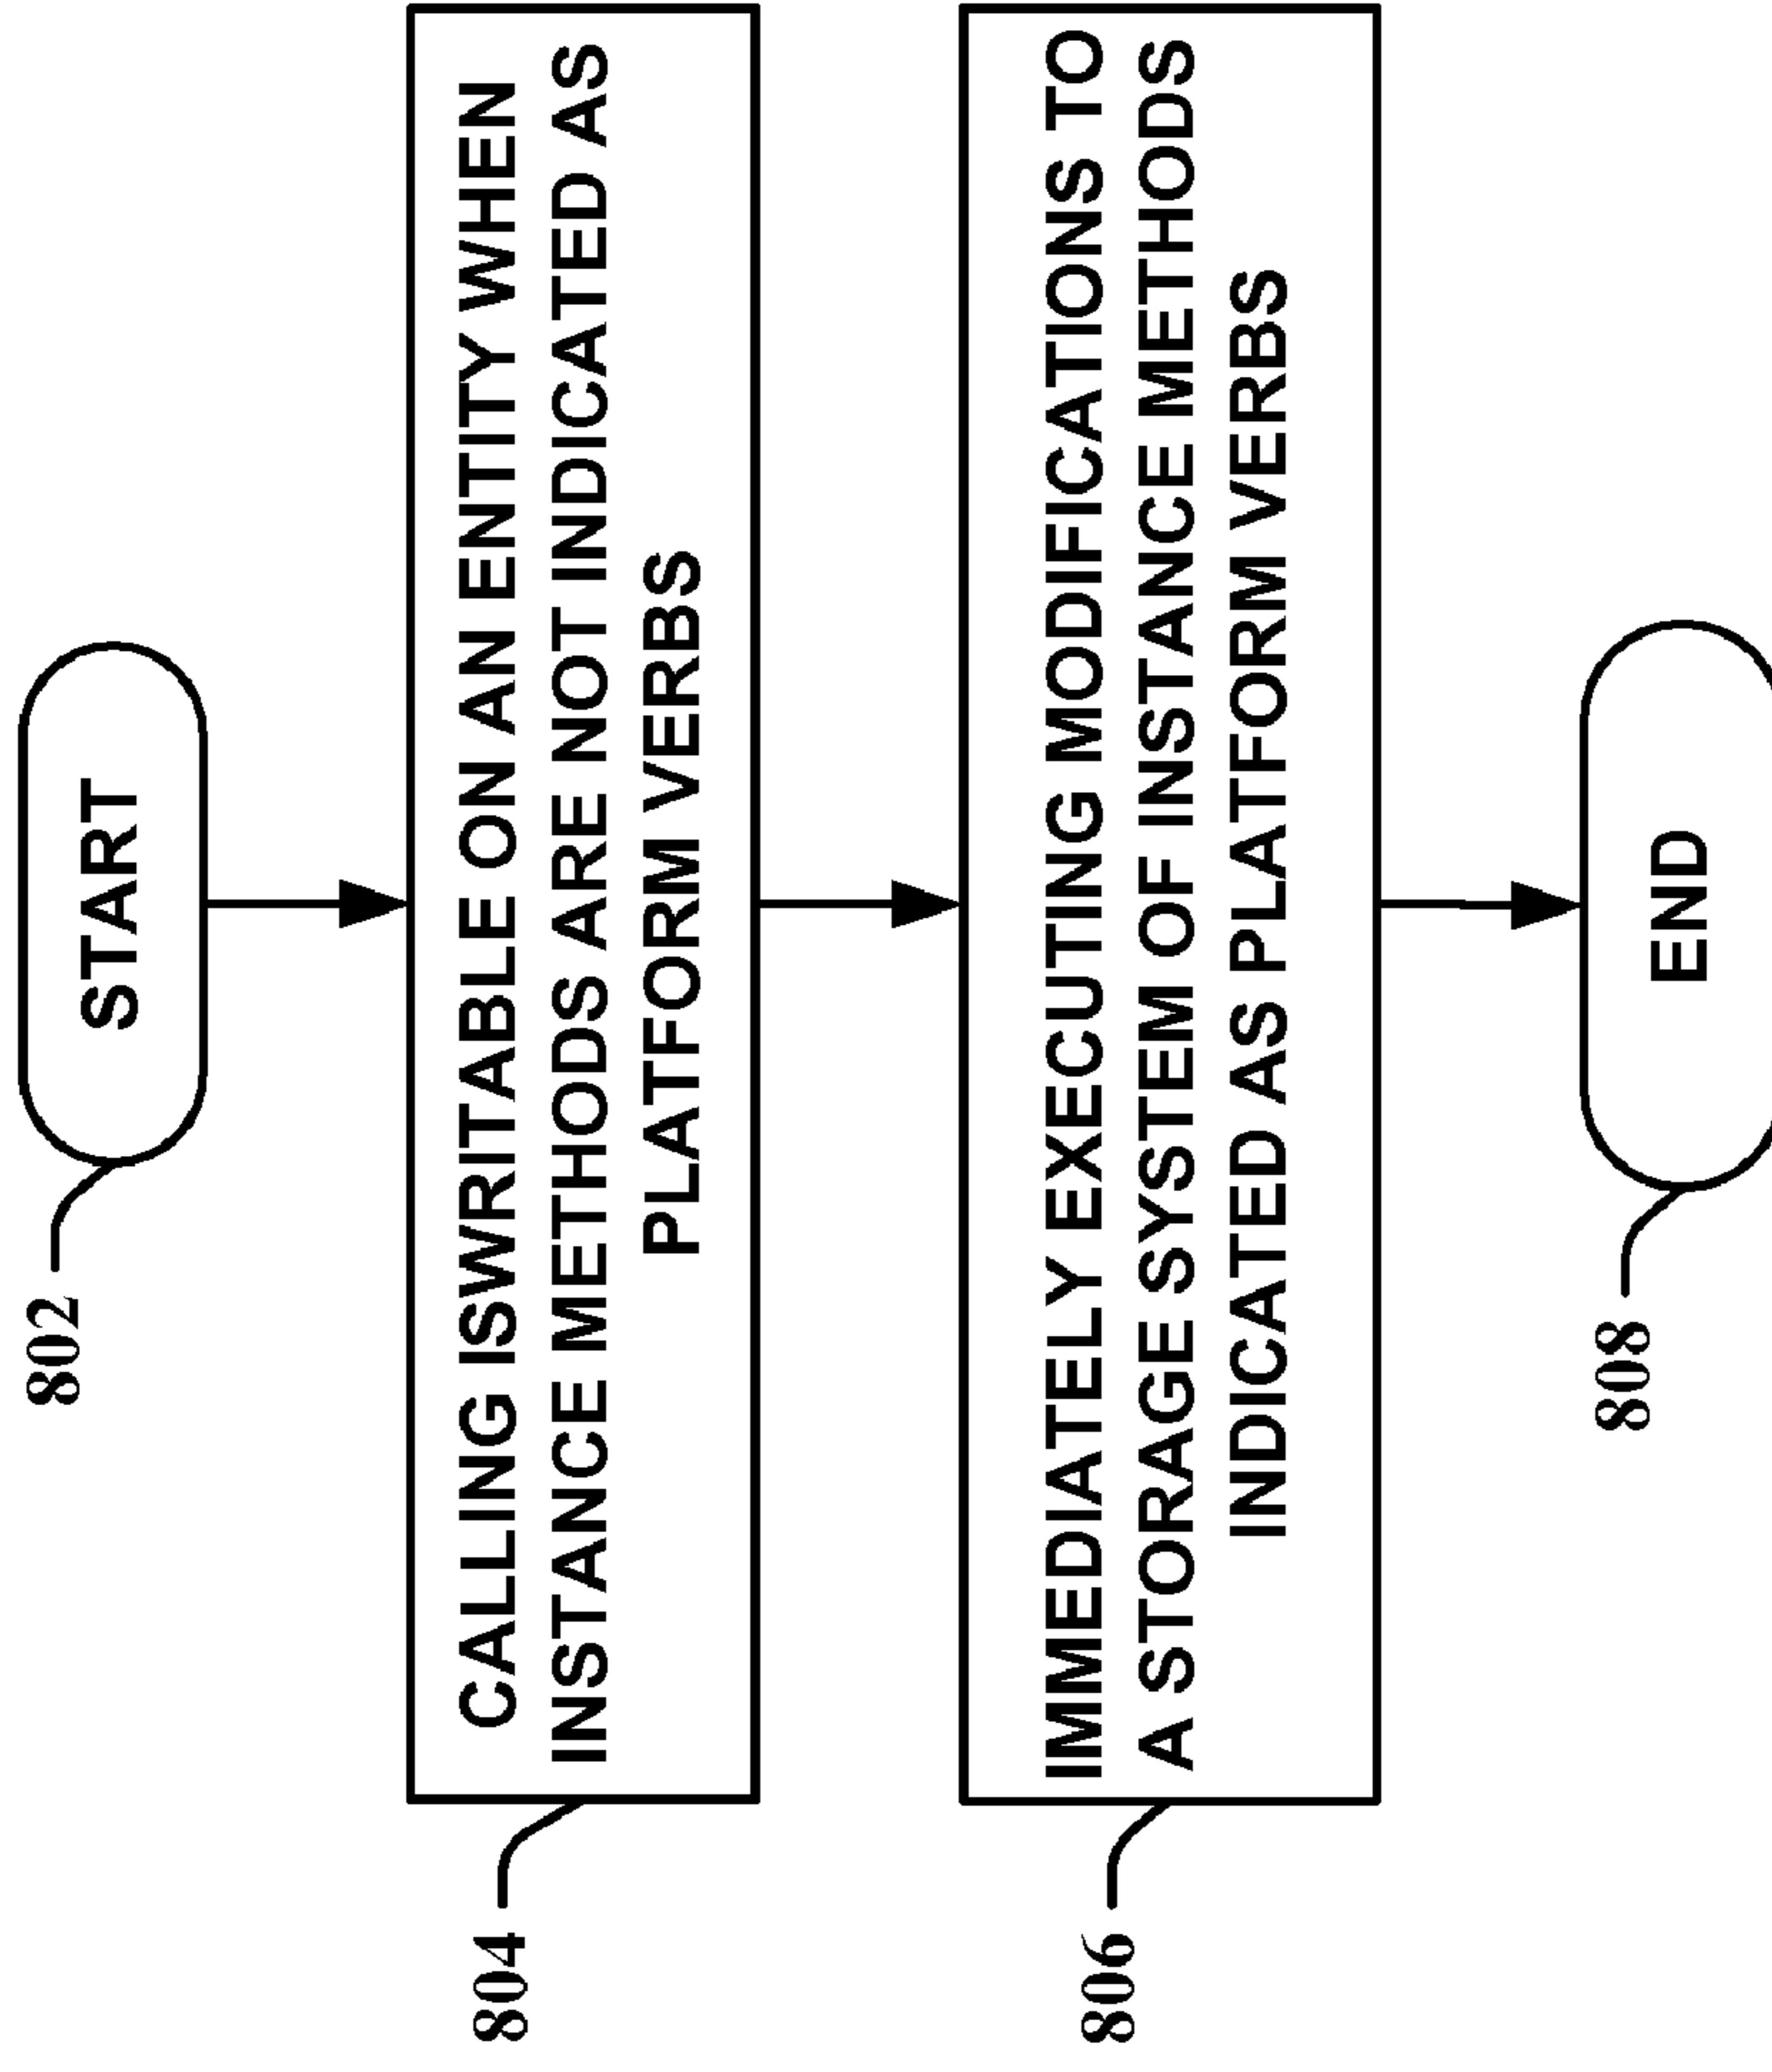 START
802
CALLING ISWRITABLE ON AN ENTITY WHEN
INSTANCE METHODS ARE NOT INDICATED AS
PLATFORM VERBS
804
IMMEDIATELY EXECUTING MODIFICATIONS TO
A STORAGE SYSTEM OF INSTANCE METHODS
INDICATED AS PLATFORM VERBS
806
END
808